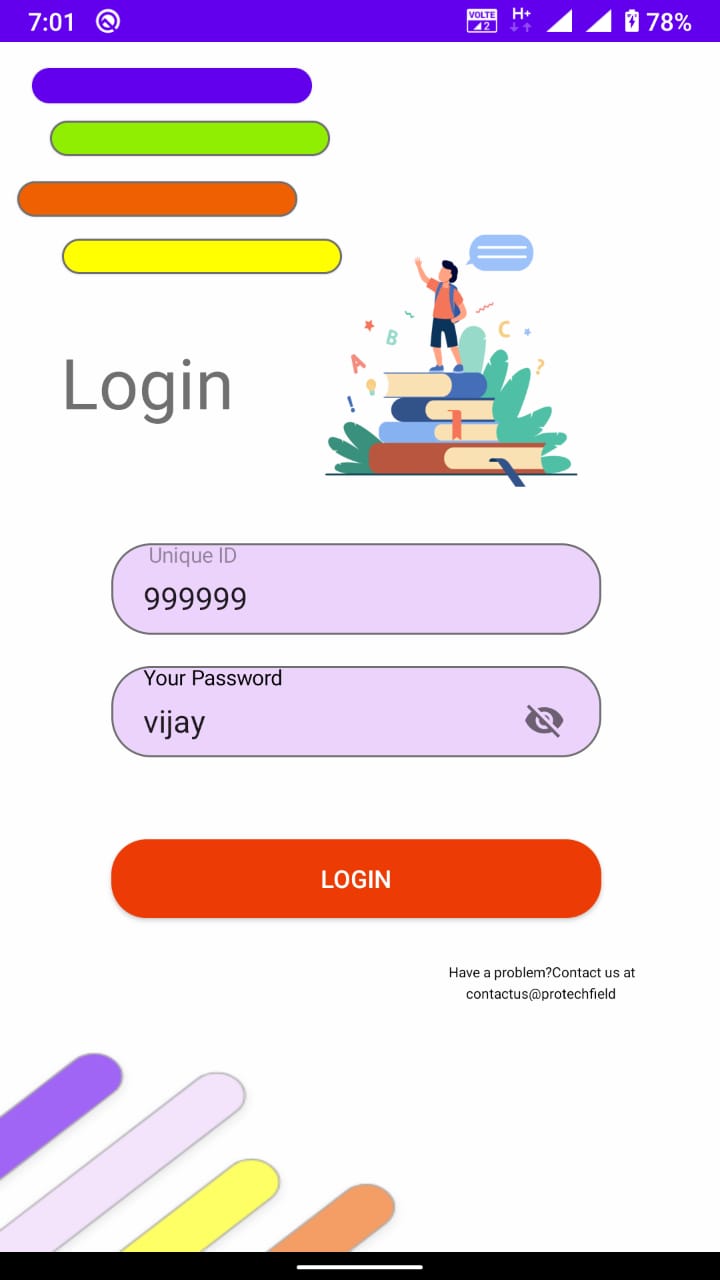 7:01 VOLTE 2 H+ 78%
B
C
A
?
!
Login
Unique ID
999999
Your Password
vijay
LOGIN
Have a problem?Contact us at
contactus@protechfield